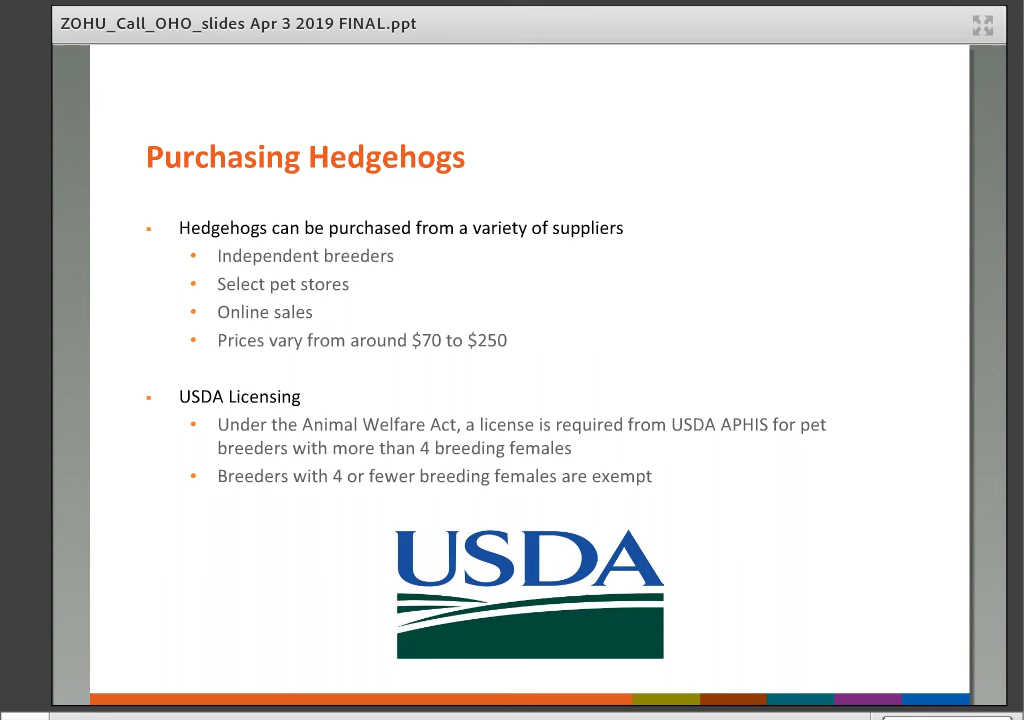 ZOHU_Call_OHO_slides Apr 3 2019 FINAL.ppt
Purchasing Hedgehogs
▪ Hedgehogs can be purchased from a variety of suppliers
• Independent breeders
• Select pet stores
• Online sales
• Prices vary from around $70 to $250
▪ USDA Licensing
• Under the Animal Welfare Act, a license is required from USDA APHIS for pet
breeders with more than 4 breeding females
• Breeders with 4 or fewer breeding females are exempt
USDA